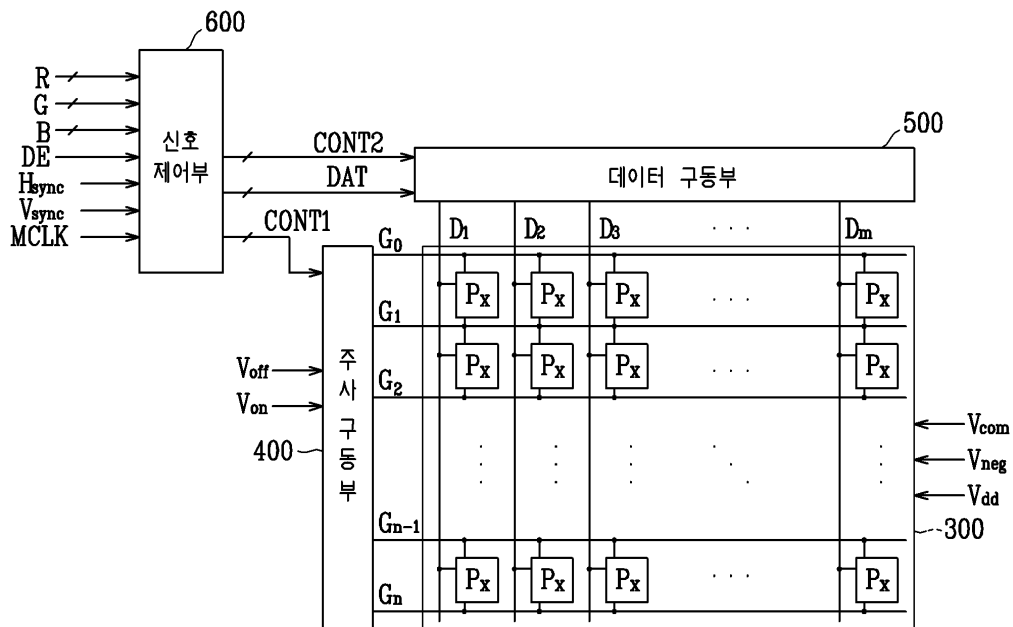 600
R
G
B
DE
Hsync
Vsync
MCLK
신호
제어부
CONT2
DAT
CONT1
500
데이터 구동부
D1 D2 D3 . . . Dm
G0
Px Px Px . . . Px
G1
Px Px Px . . . Px
G2
Voff
Von
400
주사구동부
Vcom
Vneg
Vdd
300
Gn-1
Px Px Px . . . Px
Gn